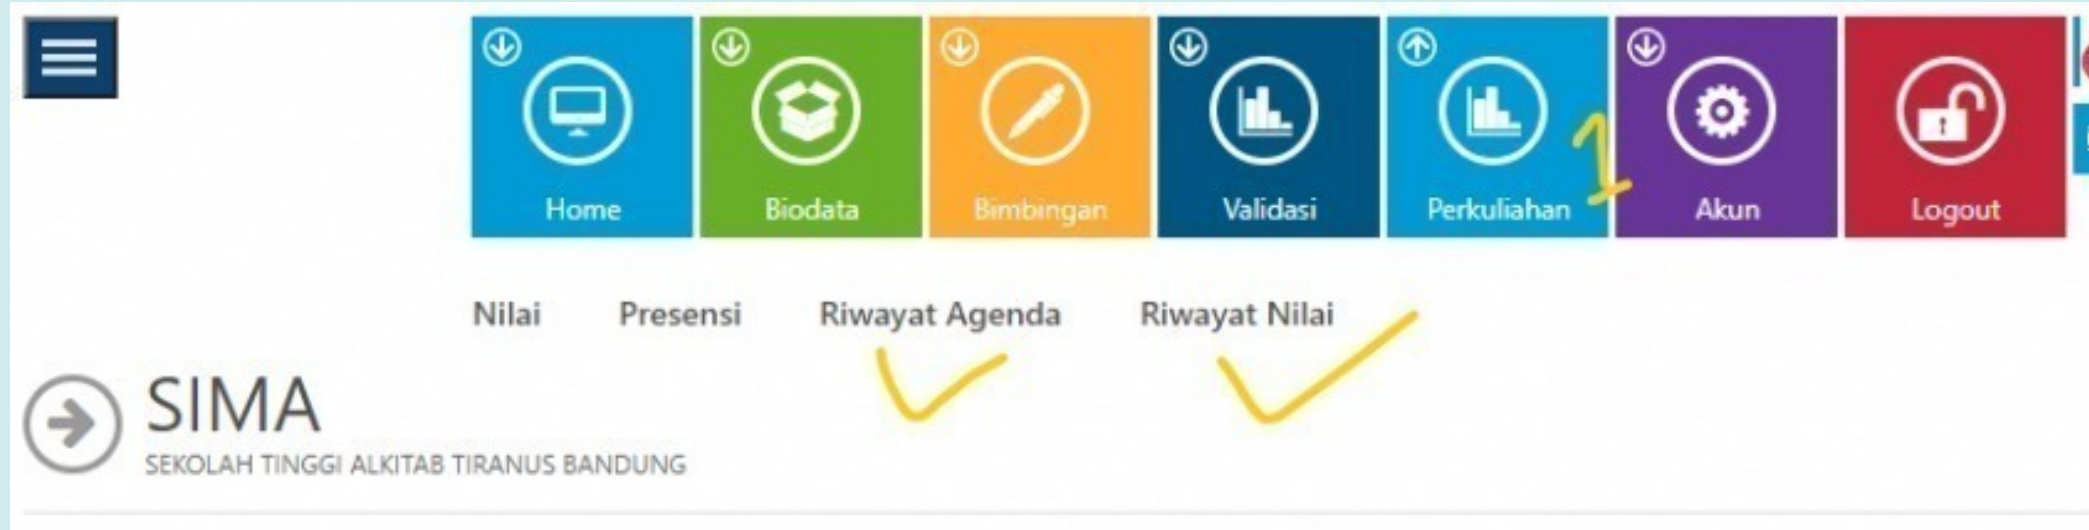 Home Biodata Bimbingan Validasi Perkuliahan 1 Akun Logout
Nilai Presensi Riwayat Agenda Riwayat Nilai
SIMA
SEKOLAH TINGGI ALKITAB TIRANUS BANDUNG